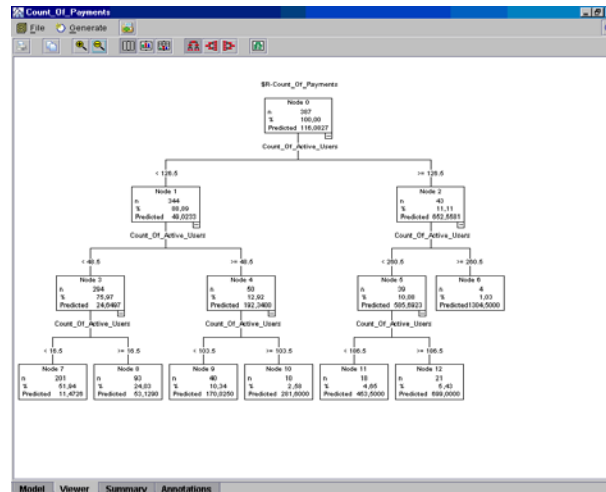 Count_Of_Payments
File Generate
$R-Count_Of_Payments
Node 0
n 387
% 100,00
Predicted 116,0827
Count_Of_Active_Users
< 128.5 >= 128.5
Node 1 Node 2
n 344 n 43
% 88,89 % 11,11
Predicted 49,0233 Predicted 652,5581
Count_Of_Active_Users Count_Of_Active_Users
< 48.5 >= 48.5 < 260.5 >= 260.5
Node 3 Node 4 Node 5 Node 6
n 294 n 50 n 39 n 4
% 75,97 % 12,92 % 10,08 % 1,03
Predicted 24,6497 Predicted 192,3400 Predicted 585,6923 Predicted1304,5000
Count_Of_Active_Users Count_Of_Active_Users Count_Of_Active_Users
< 16.5 >= 16.5 < 103.5 >= 103.5 < 186.5 >= 186.5
Node 7 Node 8 Node 9 Node 10 Node 11 Node 12
n 201 n 93 n 40 n 10 n 18 n 21
% 51,94 % 24,03 % 10,34 % 2,58 % 4,65 % 5,43
Predicted 11,4726 Predicted 53,1290 Predicted 170,0250 Predicted 281,6000 Predicted 463,5000 Predicted
Model Viewer Summary Annotations